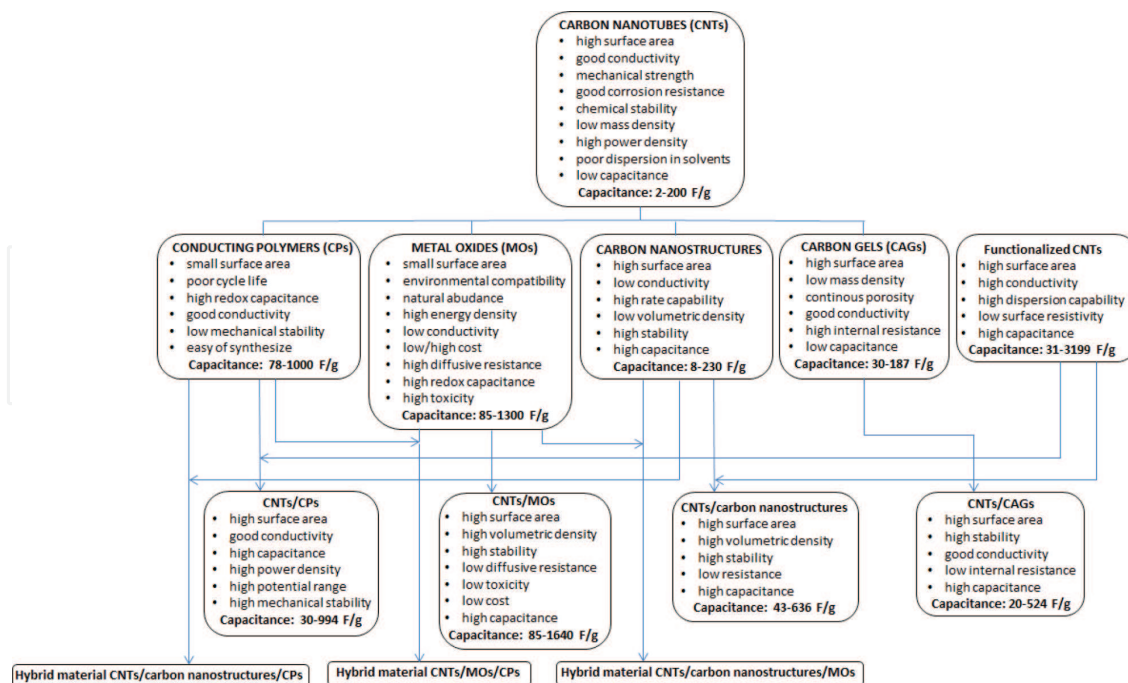 CARBON NANOTUBES (CNTs)
• high surface area
• good conductivity
• mechanical strength
• good corrosion resistance
• chemical stability
• low mass density
• high power density
• poor dispersion in solvents
• low capacitance
Capacitance: 2-200 F/g
CONDUCTING POLYMERS (CPs)
• small surface area
• poor cycle life
• high redox capacitance
• good conductivity
• low mechanical stability
• easy of synthesize
Capacitance: 78-1000 F/g
METAL OXIDES (MOs)
• small surface area
• environmental compatibility
• natural abudance
• high energy density
• low conductivity
• low/high cost
• high diffusive resistance
• high redox capacitance
• high toxicity
Capacitance: 85-1300 F/g
CARBON NANOSTRUCTURES
• high surface area
• low conductivity
• high rate capability
• low volumetric density
• high stability
• high capacitance
Capacitance: 8-230 F/g
CARBON GELS (CAGs)
• high surface area
• low mass density
• continous porosity
• good conductivity
• high internal resistance
• low capacitance
Capacitance: 30-187 F/g
Functionalized CNTs
• high surface area
• high conductivity
• high dispersion capability
• low surface resistivity
• high capacitance
Capacitance: 31-3199 F/g
CNTs/CPs
• high surface area
• good conductivity
• high capacitance
• high power density
• high potential range
• high mechanical stability
Capacitance: 30-994 F/g
CNTs/MOs
• high surface area
• high volumetric density
• high stability
• low diffusive resistance
• low toxicity
• low cost
• high capacitance
Capacitance: 85-1640 F/g
CNTs/carbon nanostructures
• high surface area
• high volumetric density
• high stability
• low resistance
• high capacitance
Capacitance: 43-636 F/g
CNTs/CAGs
• high surface area
• high stability
• good conductivity
• low internal resistance
• high capacitance
Capacitance: 20-524 F/g
Hybrid material CNTs/carbon nanostructures/CPs
Hybrid material CNTs/MOs/CPs
Hybrid material CNTs/carbon nanostructures/MOs